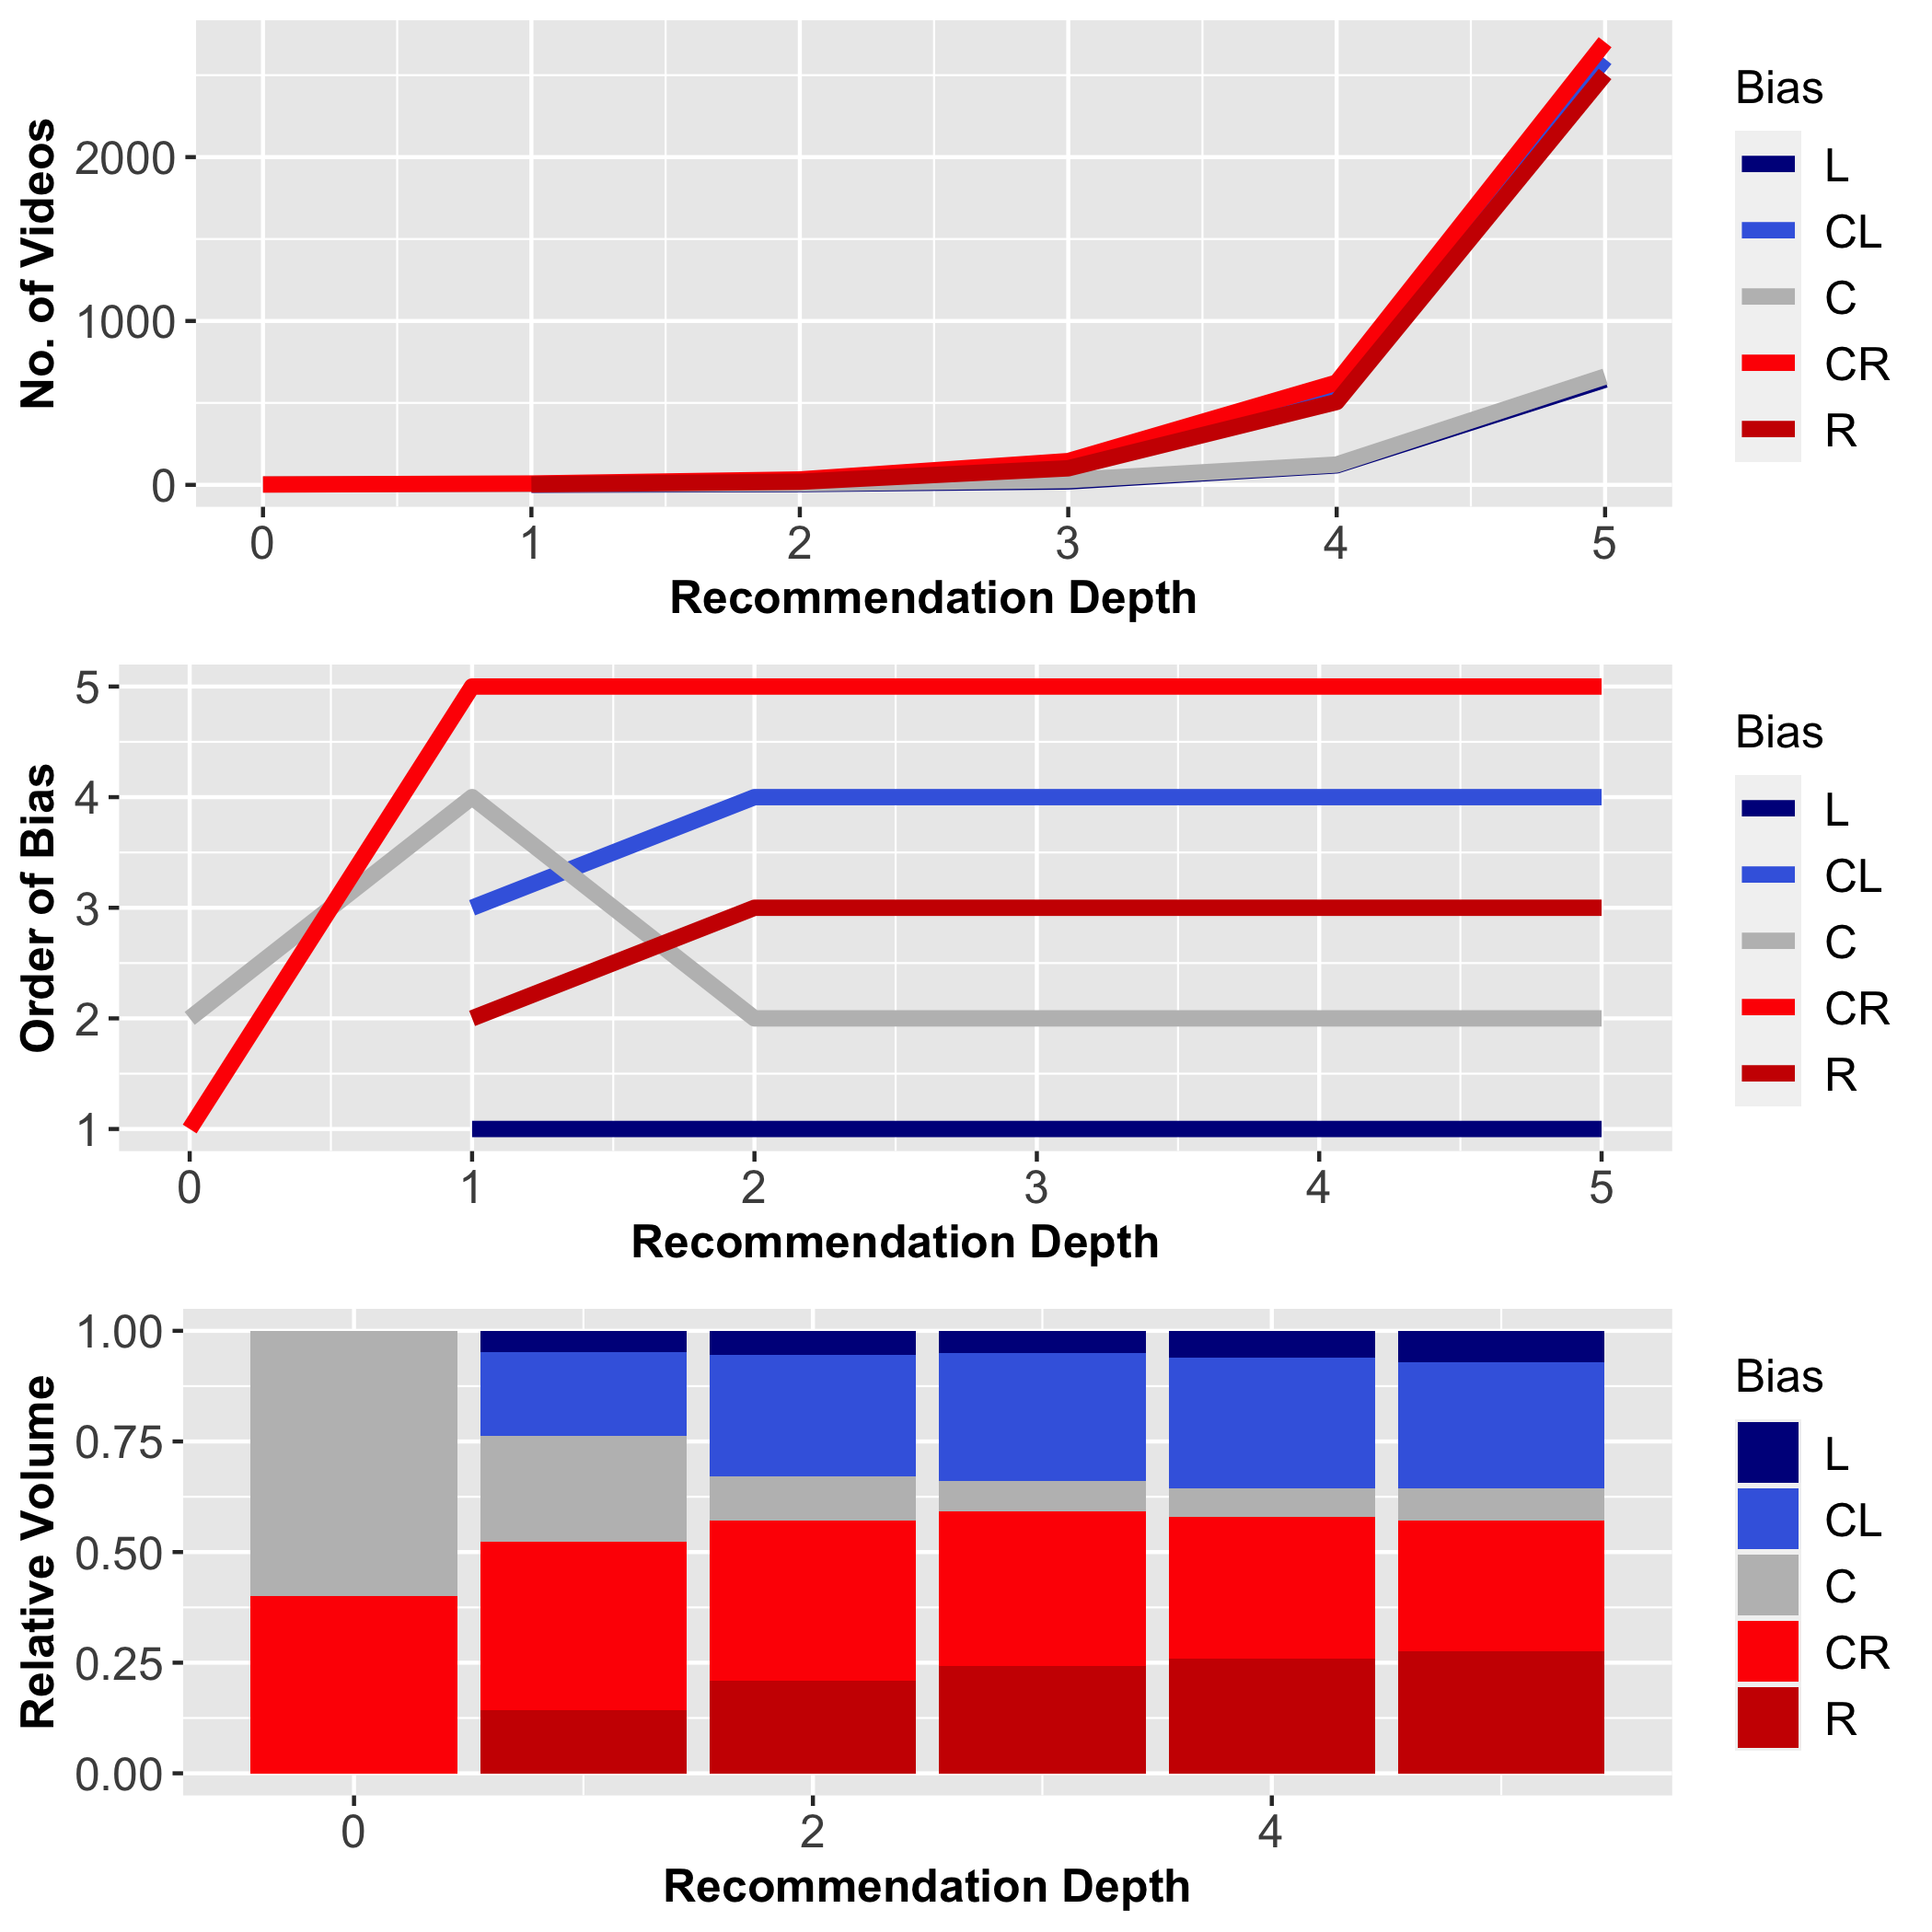 No. of Videos
2000
1000
0
0 1 2 3 4 5
Recommendation Depth
Bias
L
CL
C
CR
R
Order of Bias
5
4
3
2
1
0 1 2 3 4 5
Recommendation Depth
Bias
L
CL
C
CR
R
Relative Volume
1.00
0.75
0.50
0.25
0.00
0 2 4
Recommendation Depth
Bias
L
CL
C
CR
R